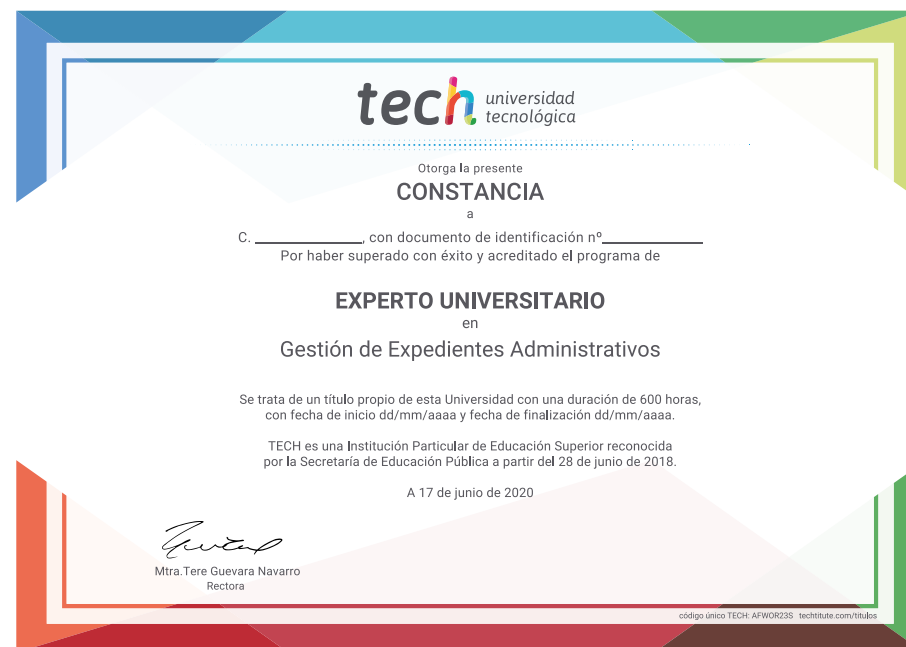 tech universidad
tecnológica
Otorga la presente
CONSTANCIA
a
C. ____________, con documento de identificación nº____________
Por haber superado con éxito y acreditado el programa de
EXPERTO UNIVERSITARIO
en
Gestión de Expedientes Administrativos
Se trata de un título propio de esta Universidad con una duración de 600 horas,
con fecha de inicio dd/mm/aaaa y fecha de finalización dd/mm/aaaa.
TECH es una Institución Particular de Educación Superior reconocida
por la Secretaría de Educación Pública a partir del 28 de junio de 2018.
A 17 de junio de 2020
Mtra.Tere Guevara Navarro
Rectora
código único TECH: AFWOR23S techtitute.com/titulos